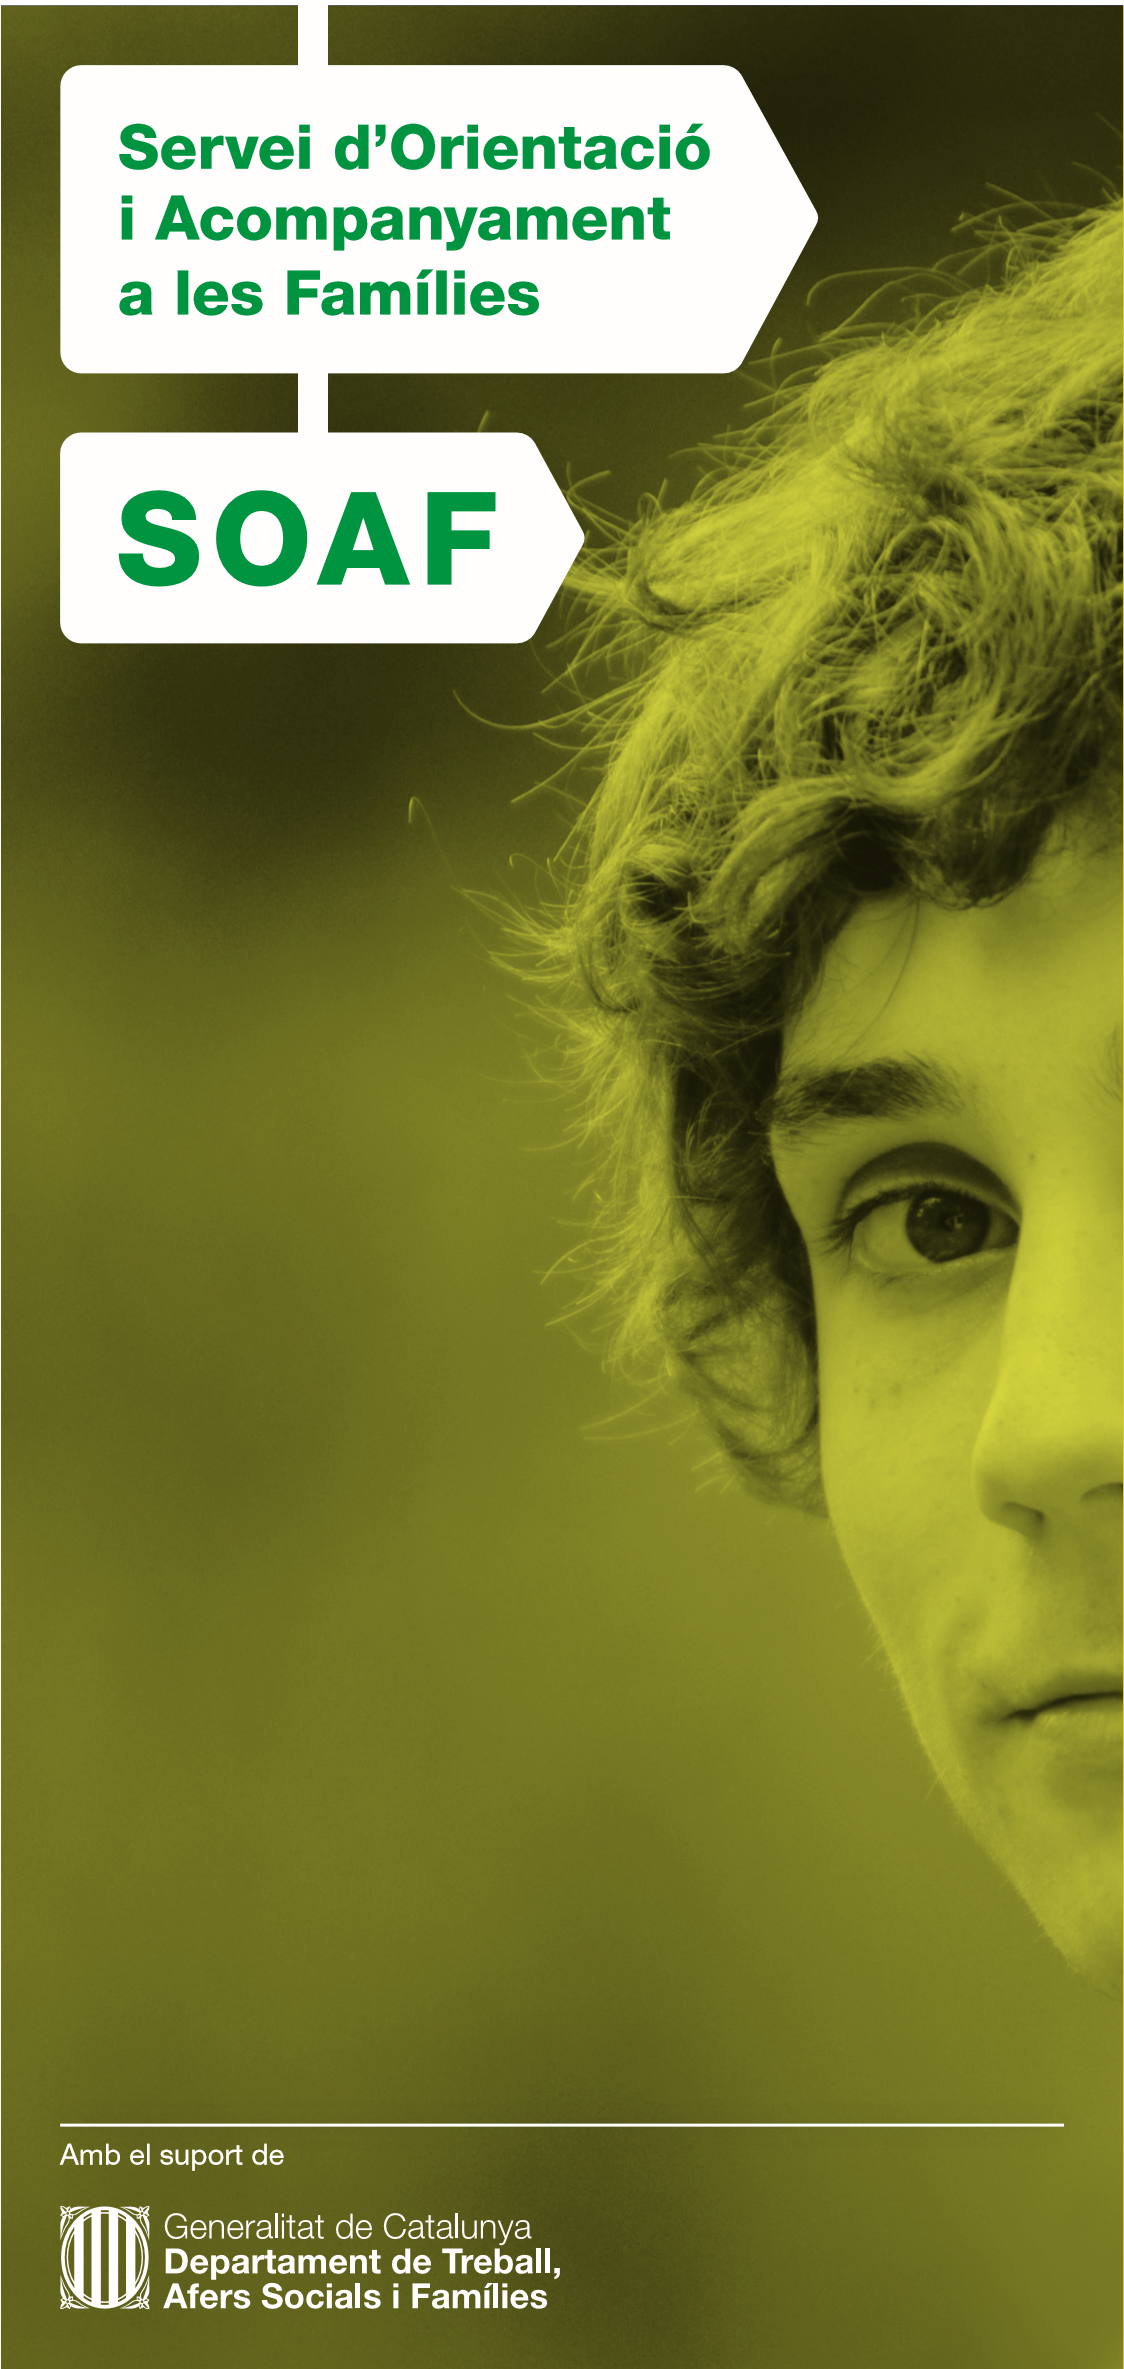 Servei d’Orientació
i Acompanyament
a les Famílies
SOAF
Amb el suport de
Generalitat de Catalunya
Departament de Treball,
Afers Socials i Famílies